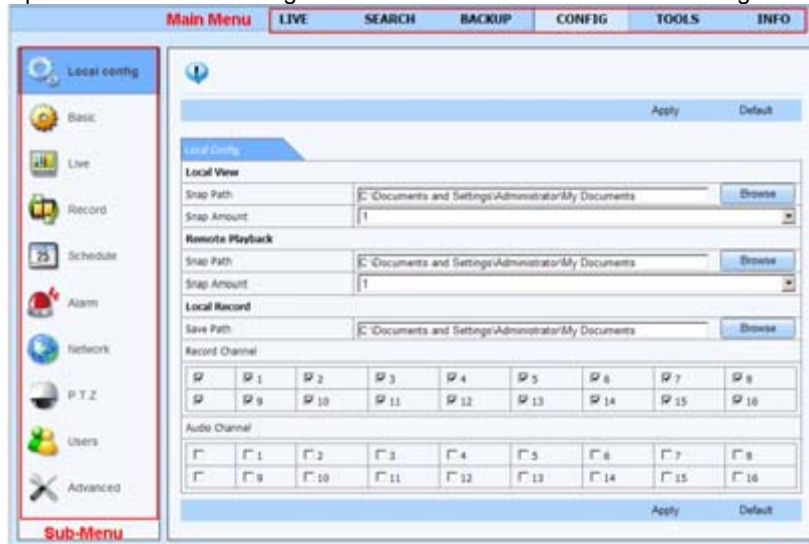 Main Menu LIVE SEARCH BACKUP CONFIG TOOLS INFO
Local config
Basic
Live
Record
25 Schedule
Alarm
Network
P.T.Z
Users
Advanced
Sub-Menu
Apply Default
Local Config
Local View
Snap Path C:\Documents and Settings\Administrator\My Documents Browse
Snap Amount 1
Remote Playback
Snap Path C:\Documents and Settings\Administrator\My Documents Browse
Snap Amount 1
Local Record
Save Path C:\Documents and Settings\Administrator\My Documents Browse
Record Channel
1 2 3 4 5 6 7 8
9 10 11 12 13 14 15 16
Audio Channel
1 2 3 4 5 6 7 8
9 10 11 12 13 14 15 16
Apply Default